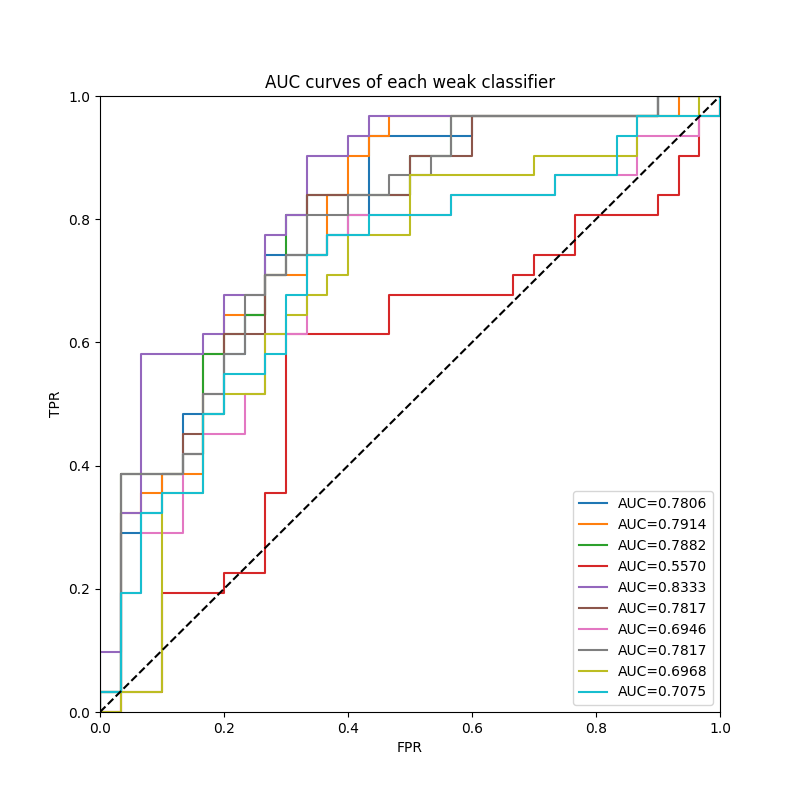 AUC curves of each weak classifier
1.0
0.8
0.6
0.4
0.2
0.0
TPR
0.0 0.2 0.4 0.6 0.8 1.0
FPR
AUC=0.7806
AUC=0.7914
AUC=0.7882
AUC=0.5570
AUC=0.8333
AUC=0.7817
AUC=0.6946
AUC=0.7817
AUC=0.6968
AUC=0.7075